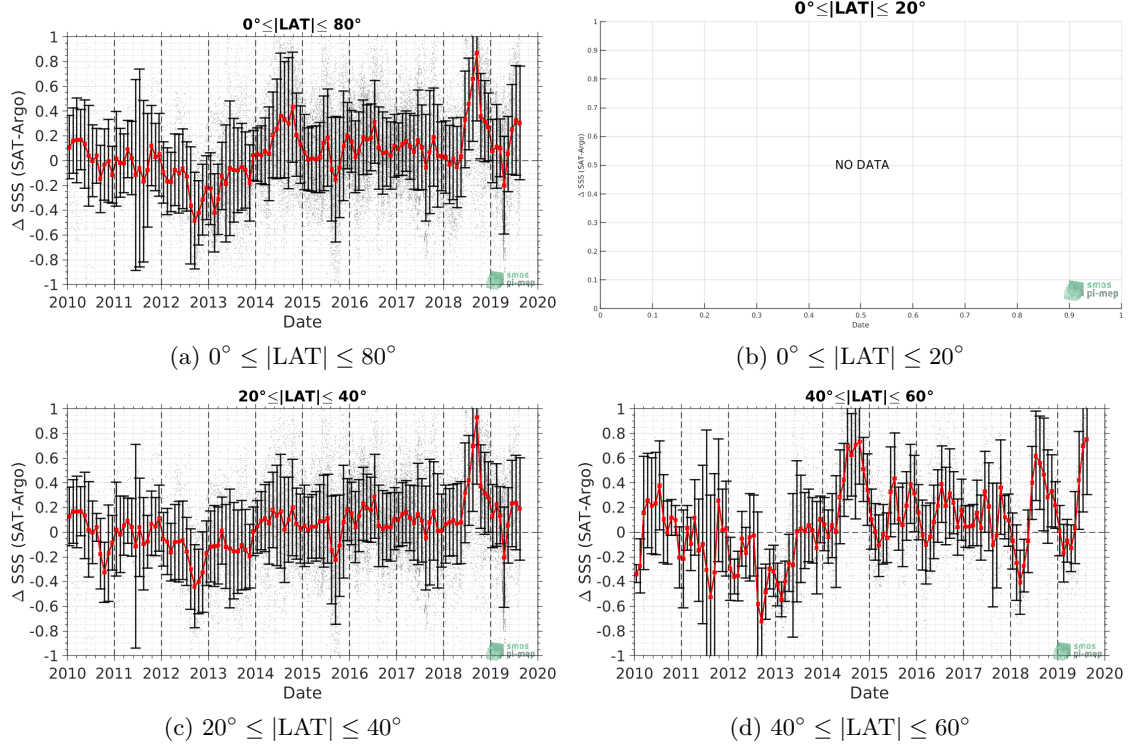 0°≤|LAT|≤ 80°
1
0.8
0.6
0.4
0.2
0
-0.2
-0.4
-0.6
-0.8
-1
Δ SSS (SAT-Argo)
2010 2011 2012 2013 2014 2015 2016 2017 2018 2019 2020
Date
smos
pi-mep
(a) 0° ≤ |LAT| ≤ 80°
0°≤|LAT|≤ 20°
1
0.9
0.8
0.7
0.6
0.5
0.4
0.3
0.2
0.1
0
Δ SSS (SAT-Argo)
NO DATA
0 0.1 0.2 0.3 0.4 0.5 0.6 0.7 0.8 0.9 1
Date
smos
pi-mep
(b) 0° ≤ |LAT| ≤ 20°
20°≤|LAT|≤ 40°
1
0.8
0.6
0.4
0.2
0
-0.2
-0.4
-0.6
-0.8
-1
Δ SSS (SAT-Argo)
2010 2011 2012 2013 2014 2015 2016 2017 2018 2019 2020
Date
smos
pi-mep
(c) 20° ≤ |LAT| ≤ 40°
40°≤|LAT|≤ 60°
1
0.8
0.6
0.4
0.2
0
-0.2
-0.4
-0.6
-0.8
-1
Δ SSS (SAT-Argo)
2010 2011 2012 2013 2014 2015 2016 2017 2018 2019 2020
Date
smos
pi-mep
(d) 40° ≤ |LAT| ≤ 60°